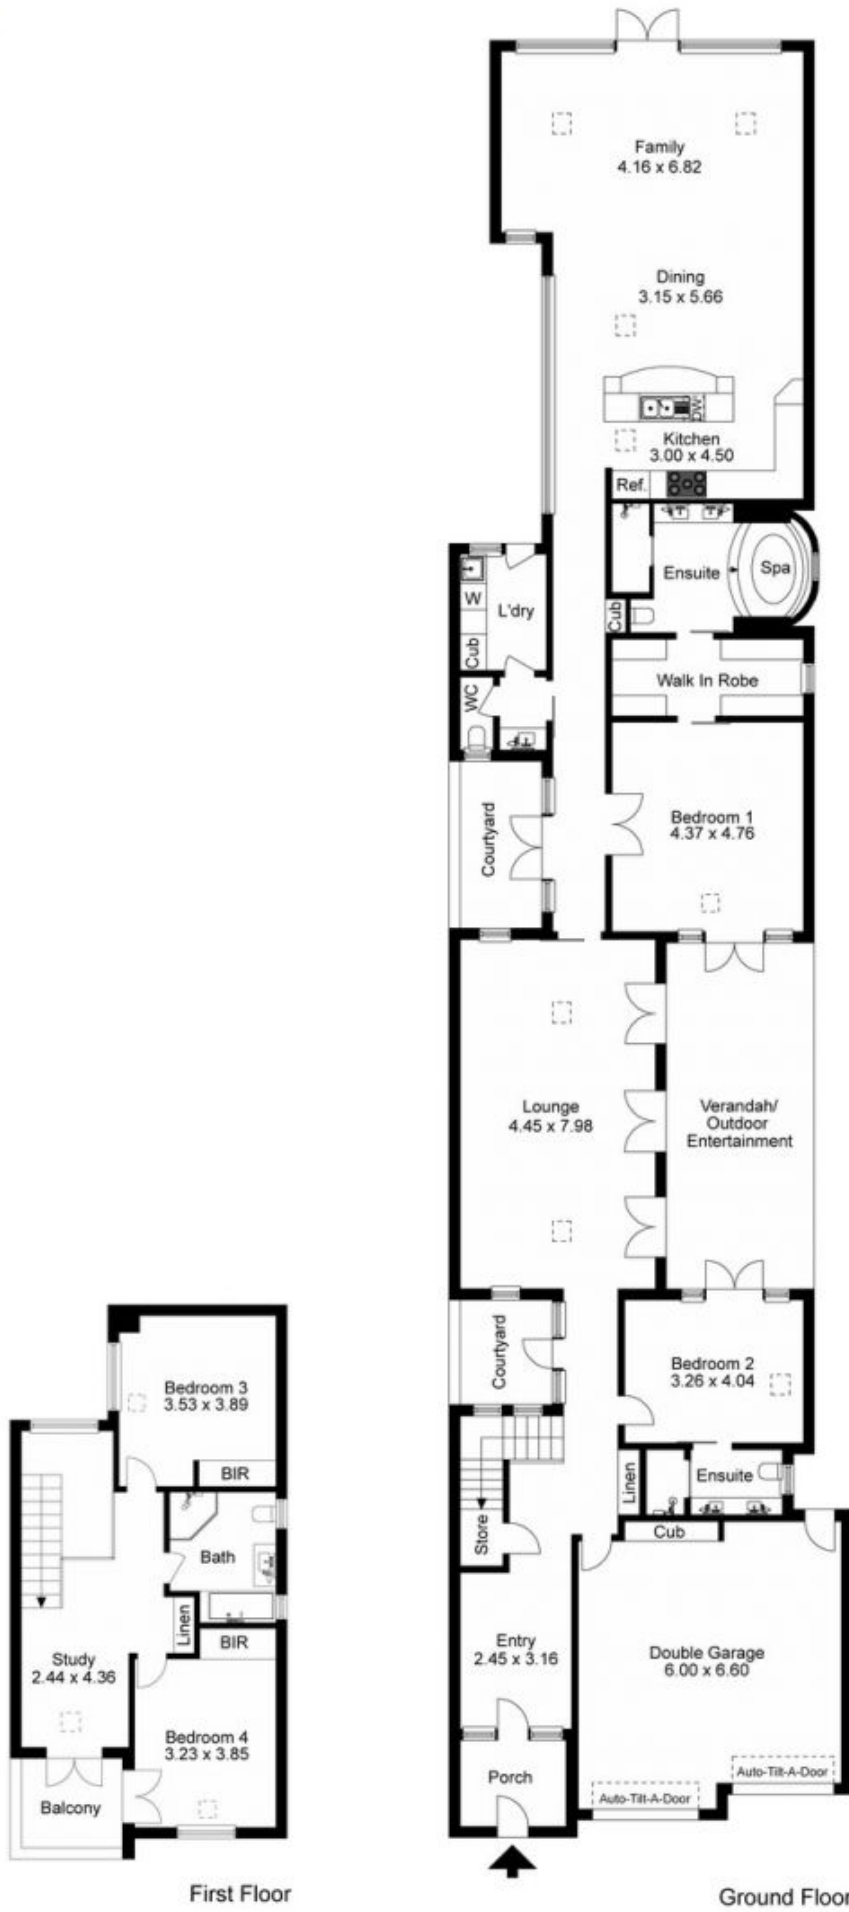 Family
4.16 x 6.82
Dining
3.15 x 5.66
DW
Kitchen
3.00 x 4.50
Ref.
Ensuite
Spa
W
L'dry
Cub
Cub
Walk In Robe
WC
Bedroom 1
4.37 x 4.76
Courtyard
Lounge
4.45 x 7.98
Verandah/
Outdoor
Entertainment
Courtyard
Bedroom 2
3.26 x 4.04
Linen
Ensuite
Store
Cub
Entry
2.45 x 3.16
Double Garage
6.00 x 6.60
Porch
Auto-Tilt-A-Door
Auto-Tilt-A-Door
Ground Floor
Bedroom 3
3.53 x 3.89
BIR
Bath
Linen
BIR
Study
2.44 x 4.36
Bedroom 4
3.23 x 3.85
Balcony
First Floor